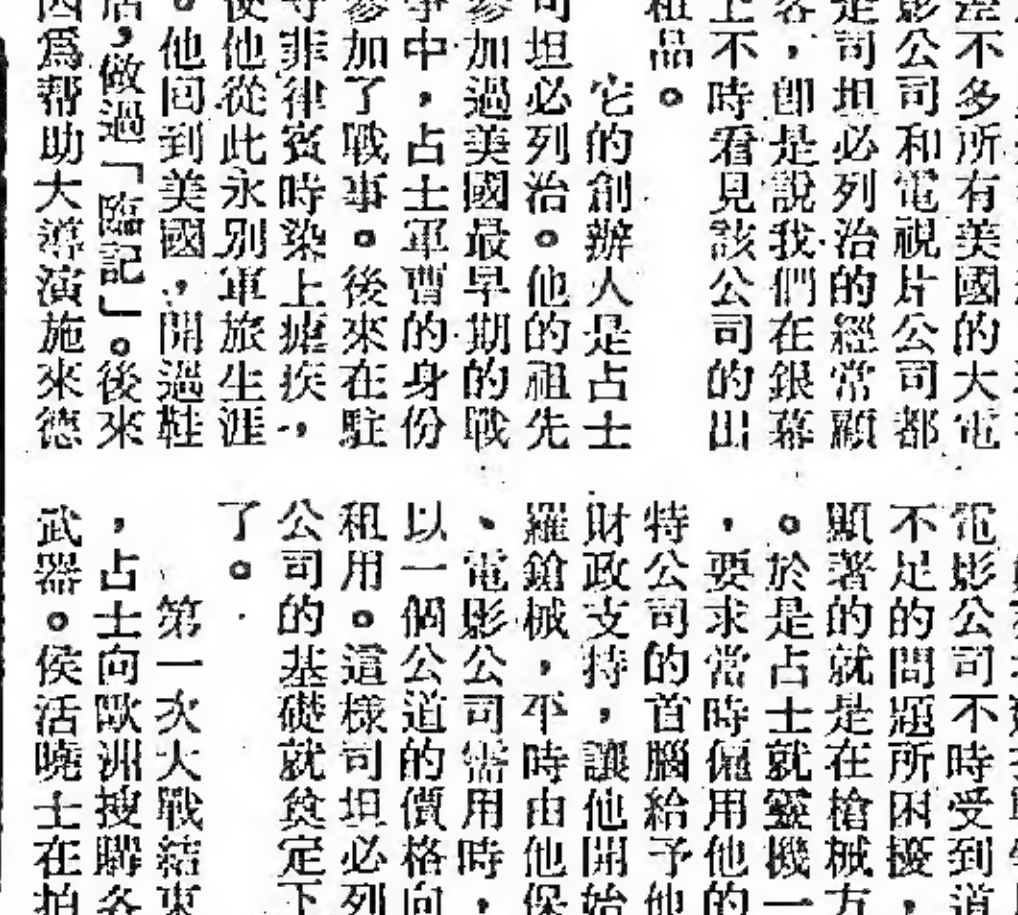 差不多所有美國的大電
影公司和電視片公司都
是司坦必列治的經常顧
客，卽是說我們在銀幕
上不時看見該公司的出
租品。
它的創辦人是占士
司坦必列治。他的祖先
參加過美國最早期的戰
爭中，占士軍曹的身份
參加了戰事。後來在駐
守非律賓時染上瘧疾，
使他從此永別軍旅生涯
。他回到美國，開過鞋
店，做過「臨記」。後來
因爲幫助大導演施來德
電影公司不時受到道
不足的問題所困擾，
顯著的就是在槍械方
。於是占士就靈機一
，要求當時僱用他的
特公司的首腦給予他
財政支持，讓他開始
羅鎗械，平時由他保
、電影公司需用時，
以一個公道的價格向
租用。這樣司坦必列
公司的基礎就奠定下
了。
第一次大戰結束
，占士向歐洲搜購各
武器。侯活曉士在拍